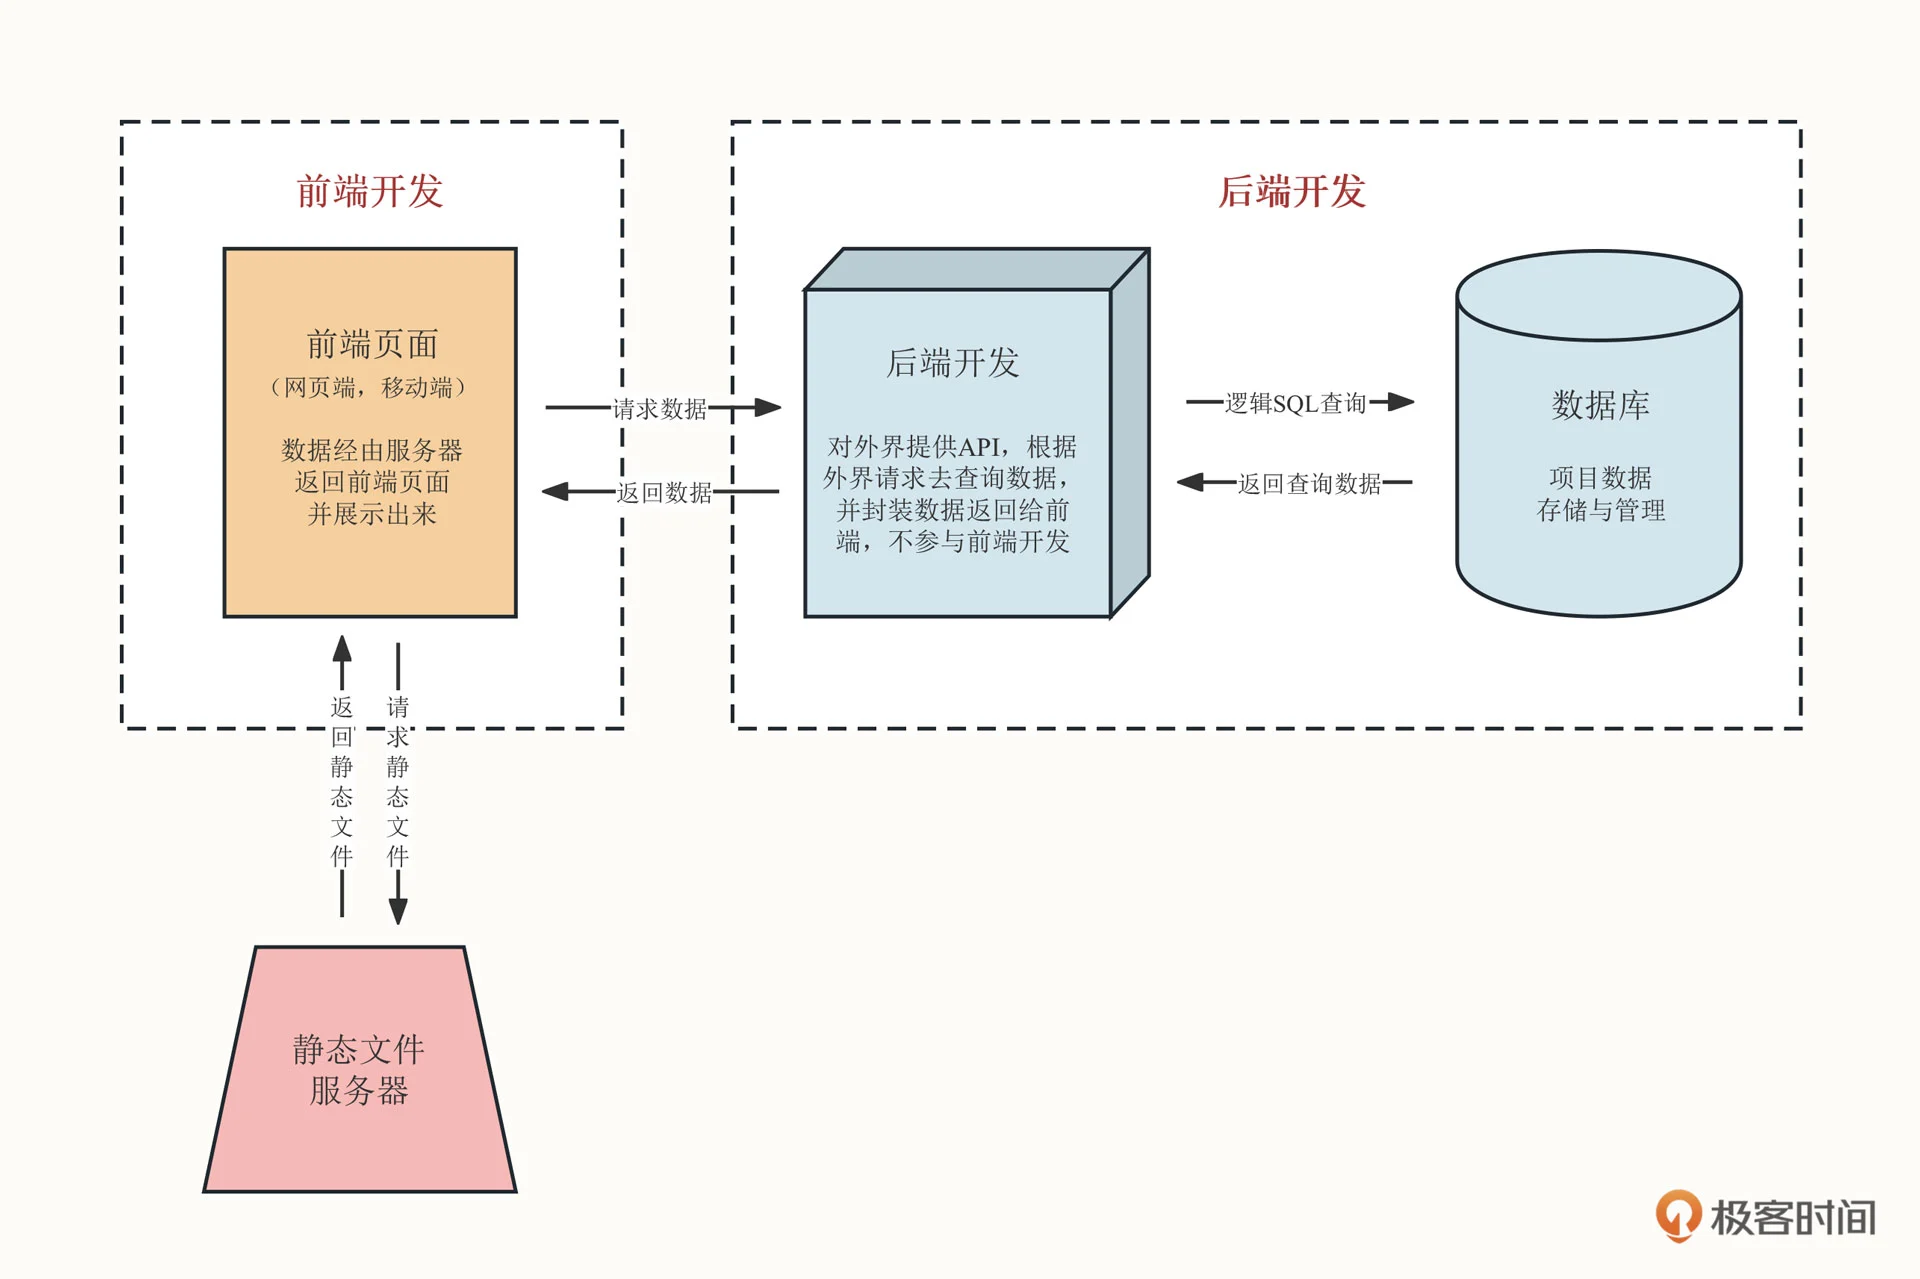 前端开发
前端页面
（网页端，移动端）
数据经由服务器
返回前端页面
并展示出来
请求数据
返回数据
后端开发
后端开发
对外界提供API，根据
外界请求去查询数据，
并封装数据返回给前
端，不参与前端开发
逻辑SQL查询
返回查询数据
数据库
项目数据
存储与管理
返回静态文件
请求静态文件
静态文件
服务器
极客时间